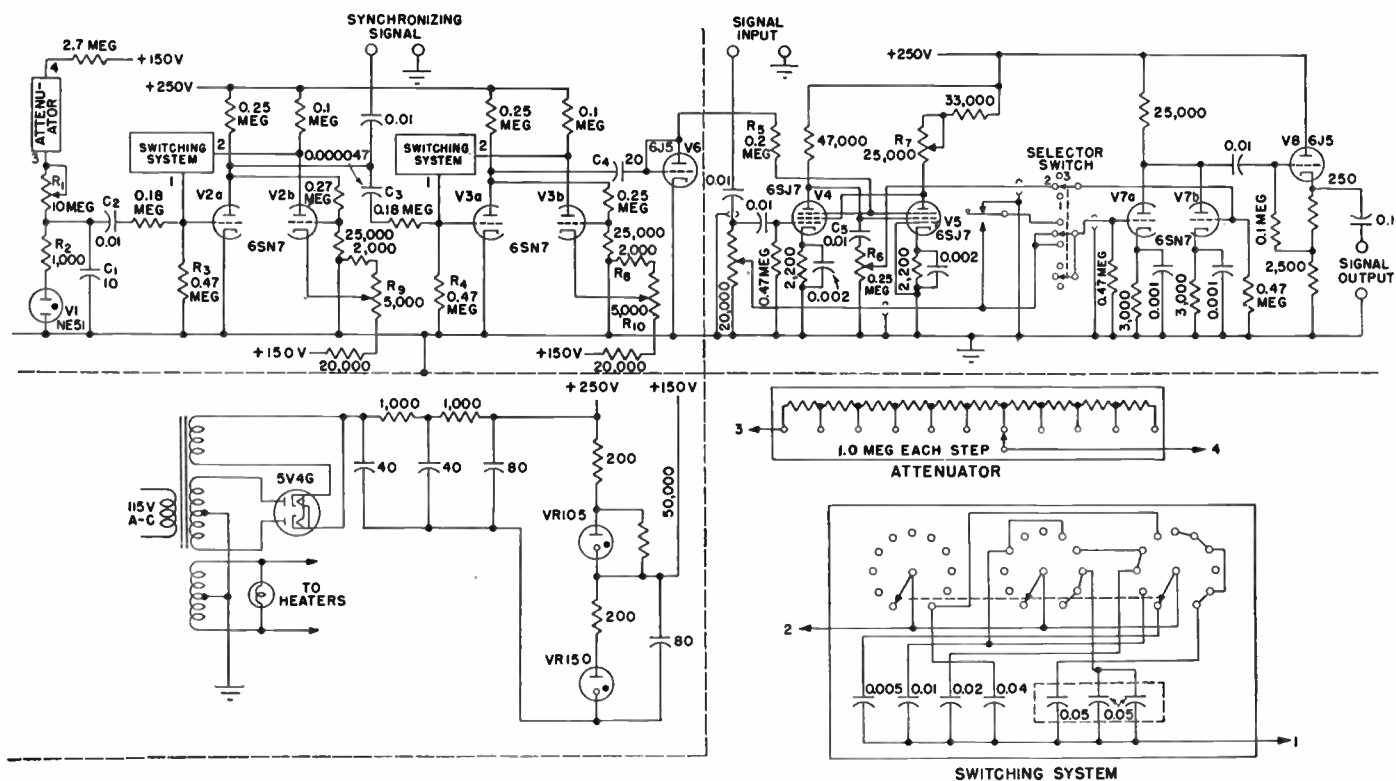 SYNCHRONIZING
SIGNAL
SIGNAL
INPUT
2.7 MEG
+150V
4
ATTENU-
ATOR
3
R1
10 MEG
R2
1,000
V1
NE51
C1
10
C2
0.01
0.18
MEG
R3
0.47
MEG
+250V
0.25
MEG
0.1
MEG
0.01
0.000047
SWITCHING
SYSTEM
2
1
V2a
V2b
6SN7
0.27
MEG
C3
0.18 MEG
25,000
2,000
R9
5,000
+150V
20,000
SWITCHING
SYSTEM
2
1
0.25
MEG
0.1
MEG
V3a
V3b
6SN7
R4
0.47
MEG
C4
20
6J5
V6
0.25
MEG
25,000
2,000
R8
5,000
R10
+150V
20,000
+250V
R5
0.2
MEG
47,000
R7
25,000
33,000
0.01
0.01
6SJ7
V4
C5
0.01
R6
0.25
MEG
V5
6SJ7
20,000
0.47 MEG
2,200
0.002
2,200
0.002
SELECTOR
SWITCH
2
3
1
25,000
V7a
V7b
6SN7
0.47 MEG
3,000
0.001
3,000
0.001
0.47
MEG
0.01
V8
6J5
0.1 MEG
250
2,500
0.1
SIGNAL
OUTPUT
115V
A-C
5V4G
TO
HEATERS
1,000
1,000
40
40
80
+250V
+150V
200
VR105
50,000
200
VR150
80
3
4
1.0 MEG EACH STEP
ATTENUATOR
2
0.005
0.01
0.02
0.04
0.05
0.05
1
SWITCHING SYSTEM